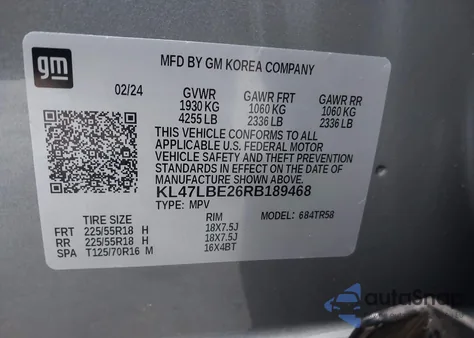 gm
MFD BY GM KOREA COMPANY
02/24 GVWR GAWR FRT GAWR RR
1930 KG 1060 KG 1060 KG
4255 LB 2336 LB 2336 LB
THIS VEHICLE CONFORMS TO ALL
APPLICABLE U.S. FEDERAL MOTOR
VEHICLE SAFETY AND THEFT PREVENTION
STANDARDS IN EFFECT ON THE DATE OF
MANUFACTURE SHOWN ABOVE.
KL47LBE26RB189468
TYPE: MPV MODEL: 684TR58
TIRE SIZE RIM
FRT 225/55R18 H 18X7.5J
RR 225/55R18 H 18X7.5J
SPA T125/70R16 M 16X4BT
autoSnap